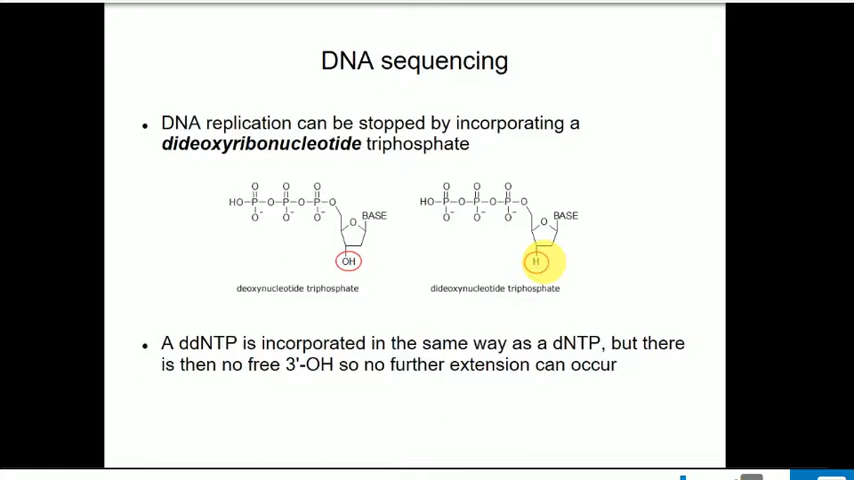 DNA sequencing
• DNA replication can be stopped by incorporating a
dideoxyribonucleotide triphosphate
O O O
HO-P-O-P-O-P-O
O- O- O-
O BASE
OH
deoxynucleotide triphosphate
O O O
HO-P-O-P-O-P-O
O- O- O-
O BASE
H
dideoxynucleotide triphosphate
• A ddNTP is incorporated in the same way as a dNTP, but there
is then no free 3'-OH so no further extension can occur